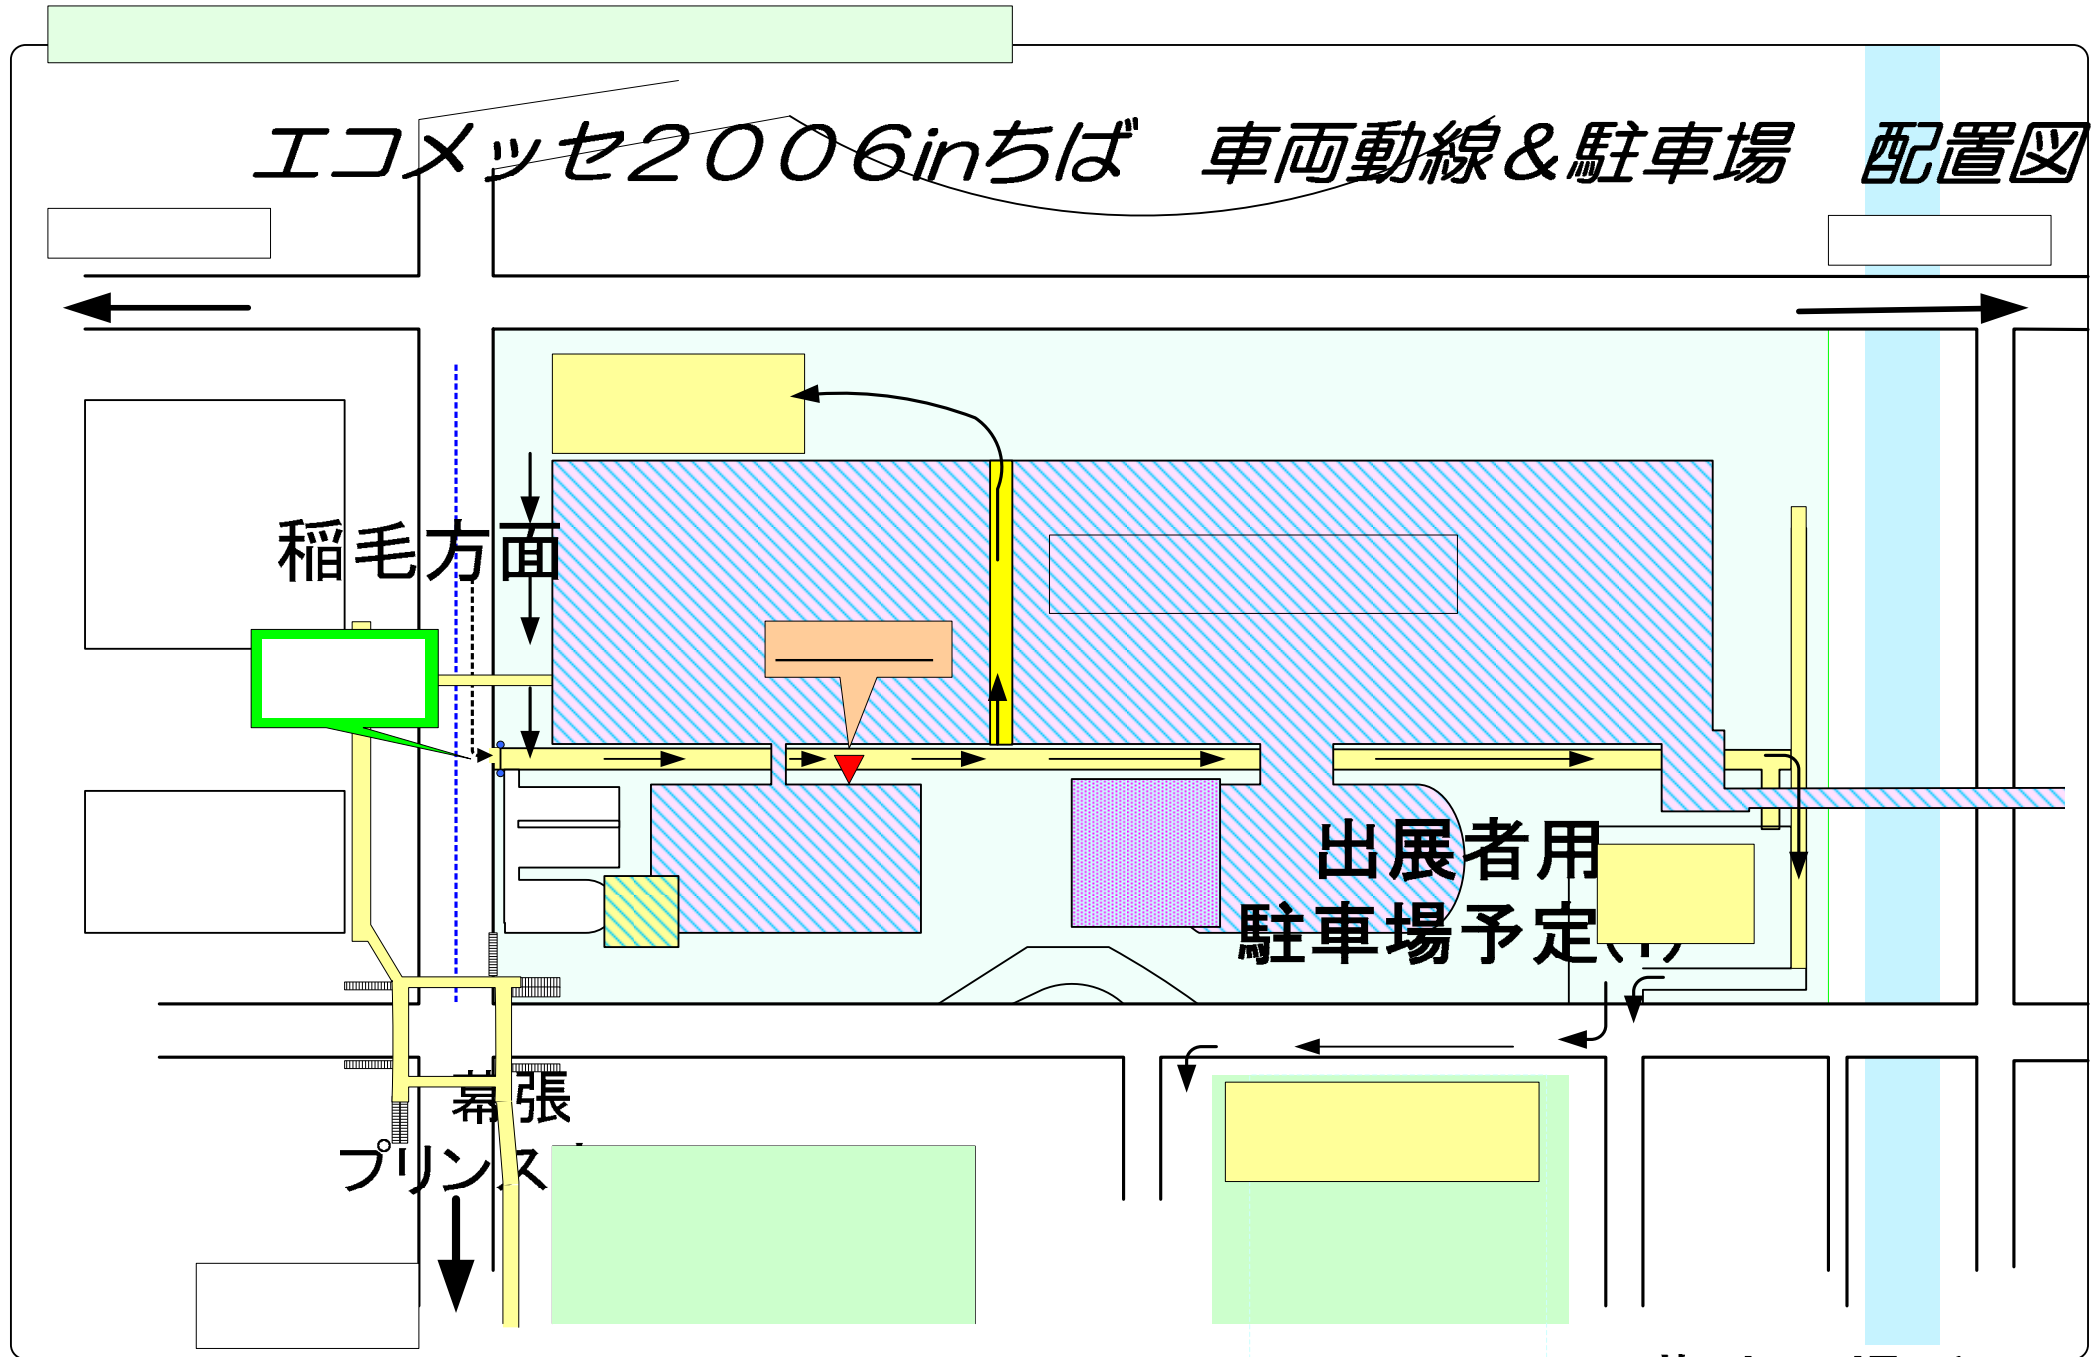 エコメッセ2006inちば　車両動線&駐車場　配置図
稲毛方面
出展者用
駐車場予定
幕張
プリンス